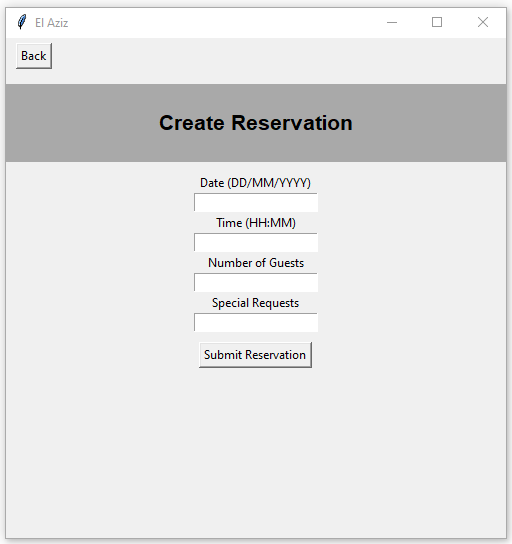 El Aziz
Back
Create Reservation
Date (DD/MM/YYYY)
Time (HH:MM)
Number of Guests
Special Requests
Submit Reservation